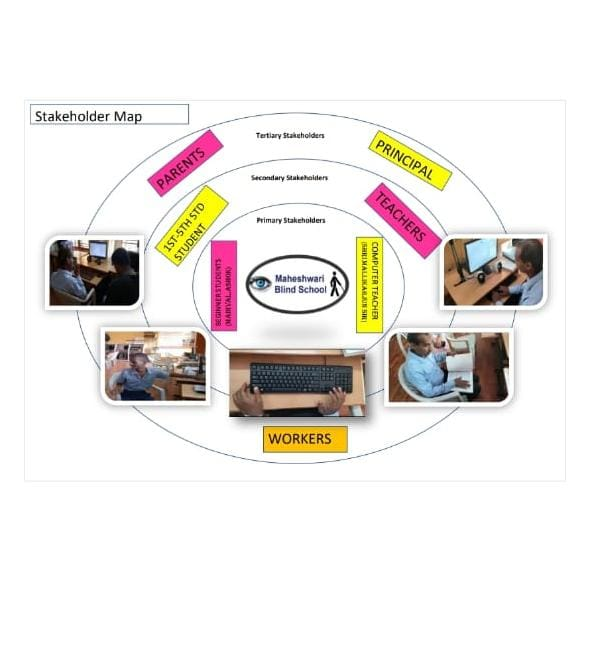 Stakeholder Map
Tertiary Stakeholders
PARENTS
PRINCIPAL
Secondary Stakeholders
1ST-5TH STD
STUDENT
TEACHERS
Primary Stakeholders
BEGINNER STUDENTS
COMPUTER TEACHER
Maheshwari
Blind School
WORKERS